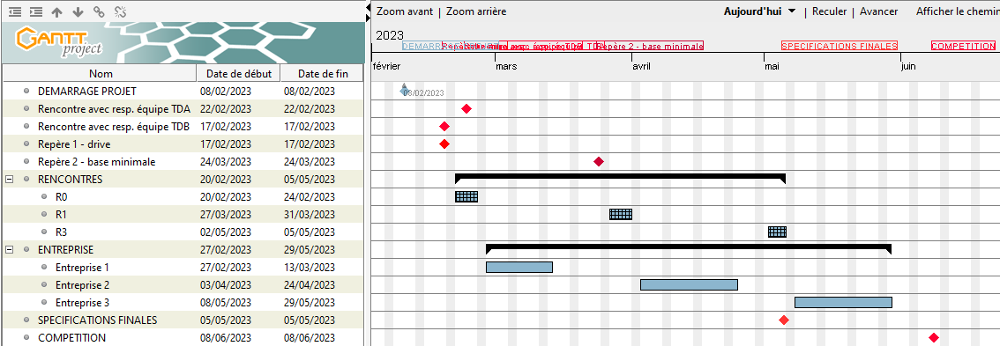 Zoom avant | Zoom arrière Aujourd'hui | Reculer | Avancer Afficher le chemin
GANTT
project
2023
DEMARRAGE Repère 2 - base minimale SPECIFICATIONS FINALES COMPETITION
Nom Date de début Date de fin février mars avril mai juin
DEMARRAGE PROJET 08/02/2023 08/02/2023 08/02/2023
Rencontre avec resp. équipe TDA 22/02/2023 22/02/2023
Rencontre avec resp. équipe TDB 17/02/2023 17/02/2023
Repère 1 - drive 17/02/2023 17/02/2023
Repère 2 - base minimale 24/03/2023 24/03/2023
RENCONTRES 20/02/2023 05/05/2023
R0 20/02/2023 24/02/2023
R1 27/03/2023 31/03/2023
R3 02/05/2023 05/05/2023
ENTREPRISE 27/02/2023 29/05/2023
Entreprise 1 27/02/2023 13/03/2023
Entreprise 2 03/04/2023 24/04/2023
Entreprise 3 08/05/2023 29/05/2023
SPECIFICATIONS FINALES 05/05/2023 05/05/2023
COMPETITION 08/06/2023 08/06/2023